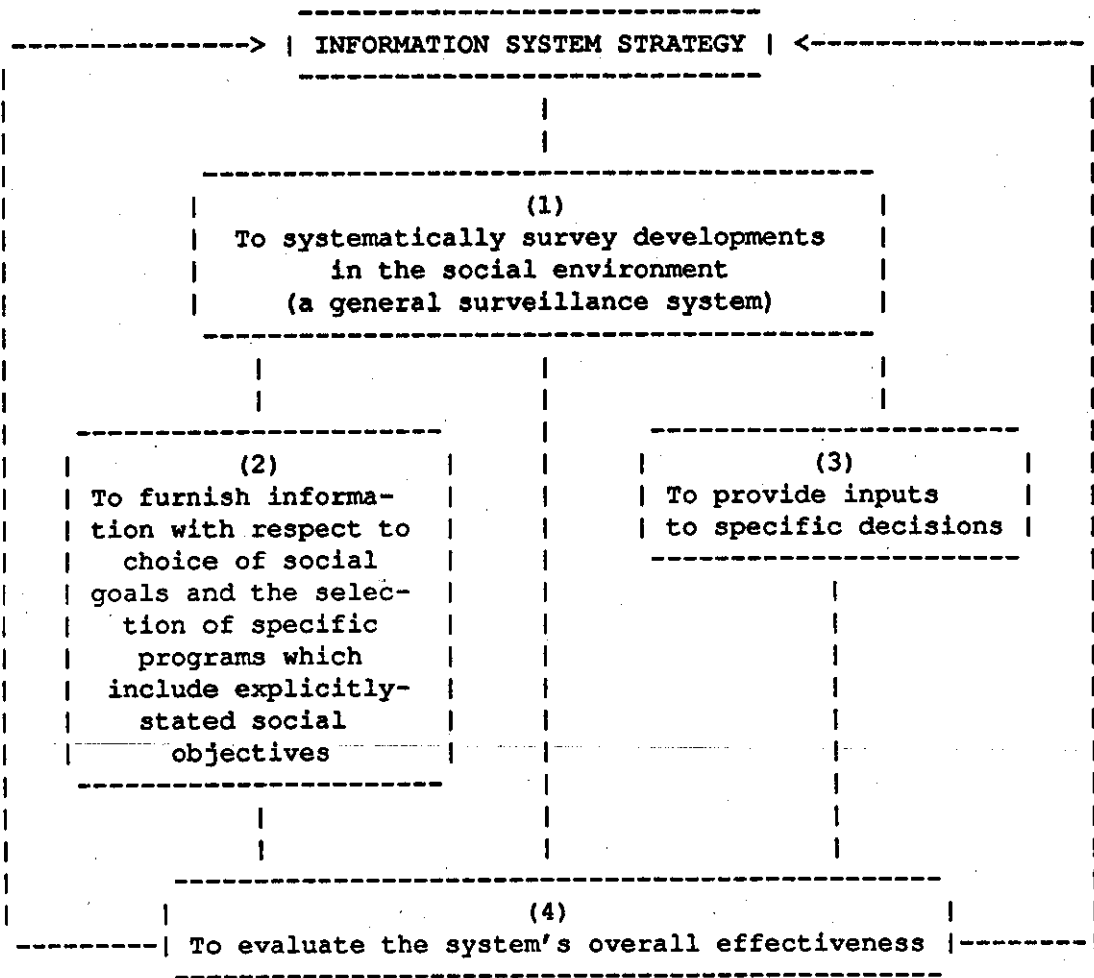 INFORMATION SYSTEM STRATEGY
(1)
To systematically survey developments
in the social environment
(a general surveillance system)
(2)
To furnish informa-
tion with respect to
choice of social
goals and the selec-
tion of specific
programs which
include explicitly-
stated social
objectives
(3)
To provide inputs
to specific decisions
(4)
To evaluate the system's overall effectiveness